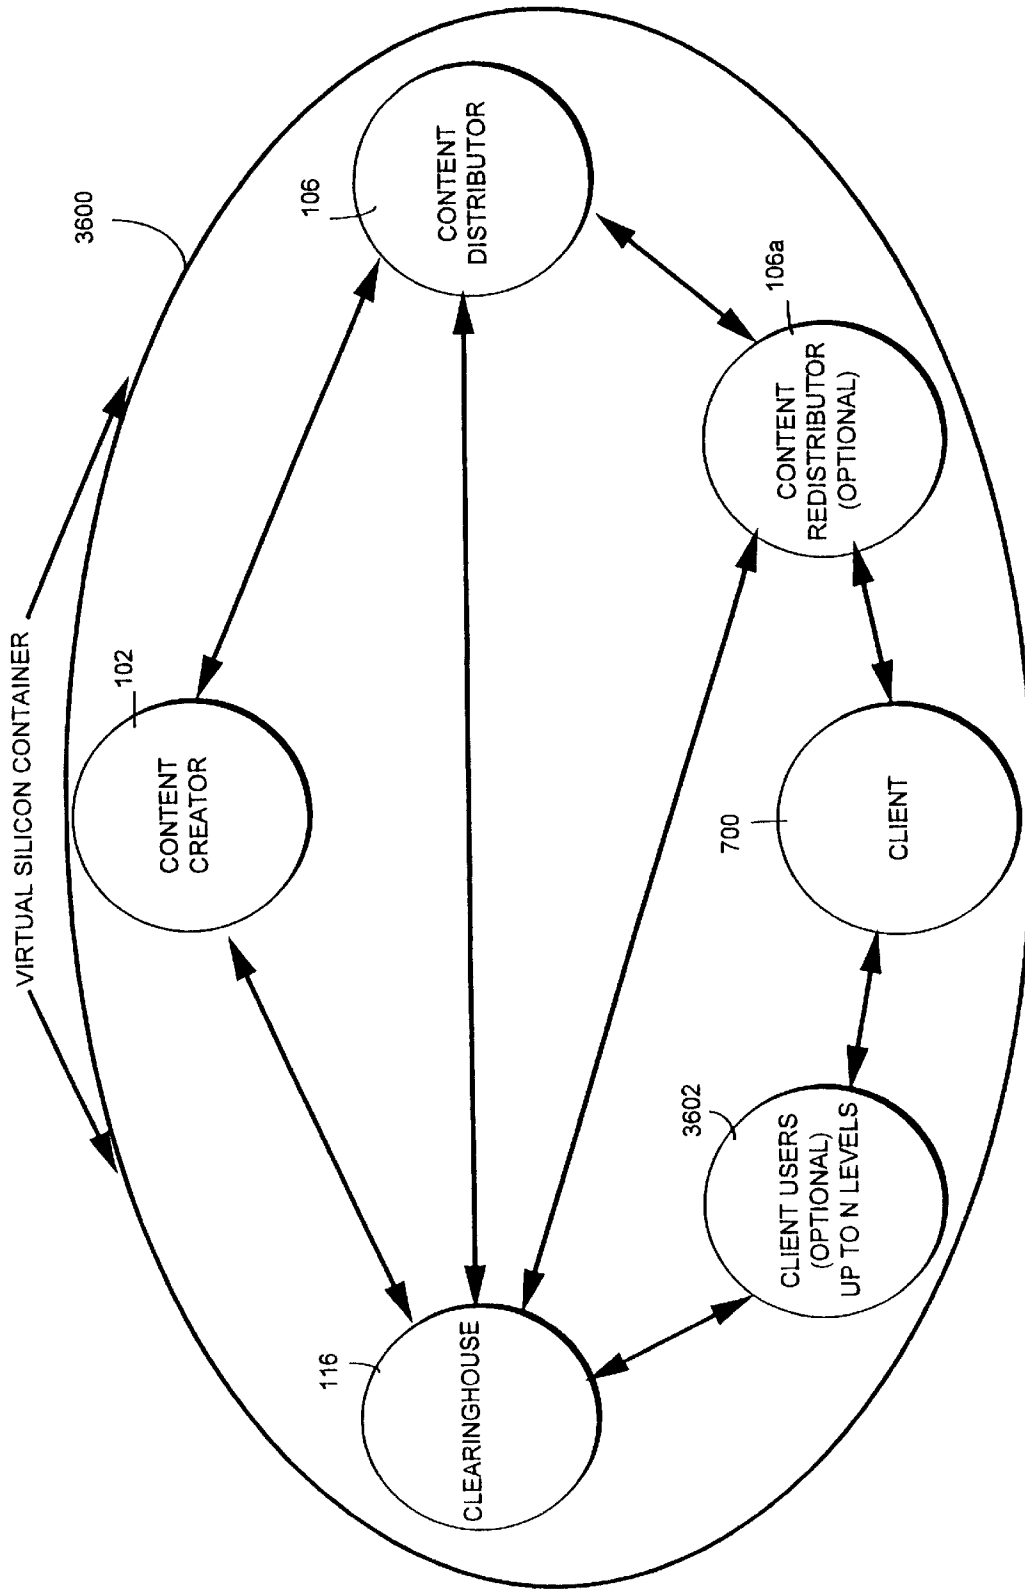 VIRTUAL SILICON CONTAINER
3600
102
CONTENT
CREATOR
106
CONTENT
DISTRIBUTOR
116
CLEARINGHOUSE
106a
CONTENT
REDISTRIBUTOR
(OPTIONAL)
3602
CLIENT USERS
(OPTIONAL)
UP TO N LEVELS
700
CLIENT